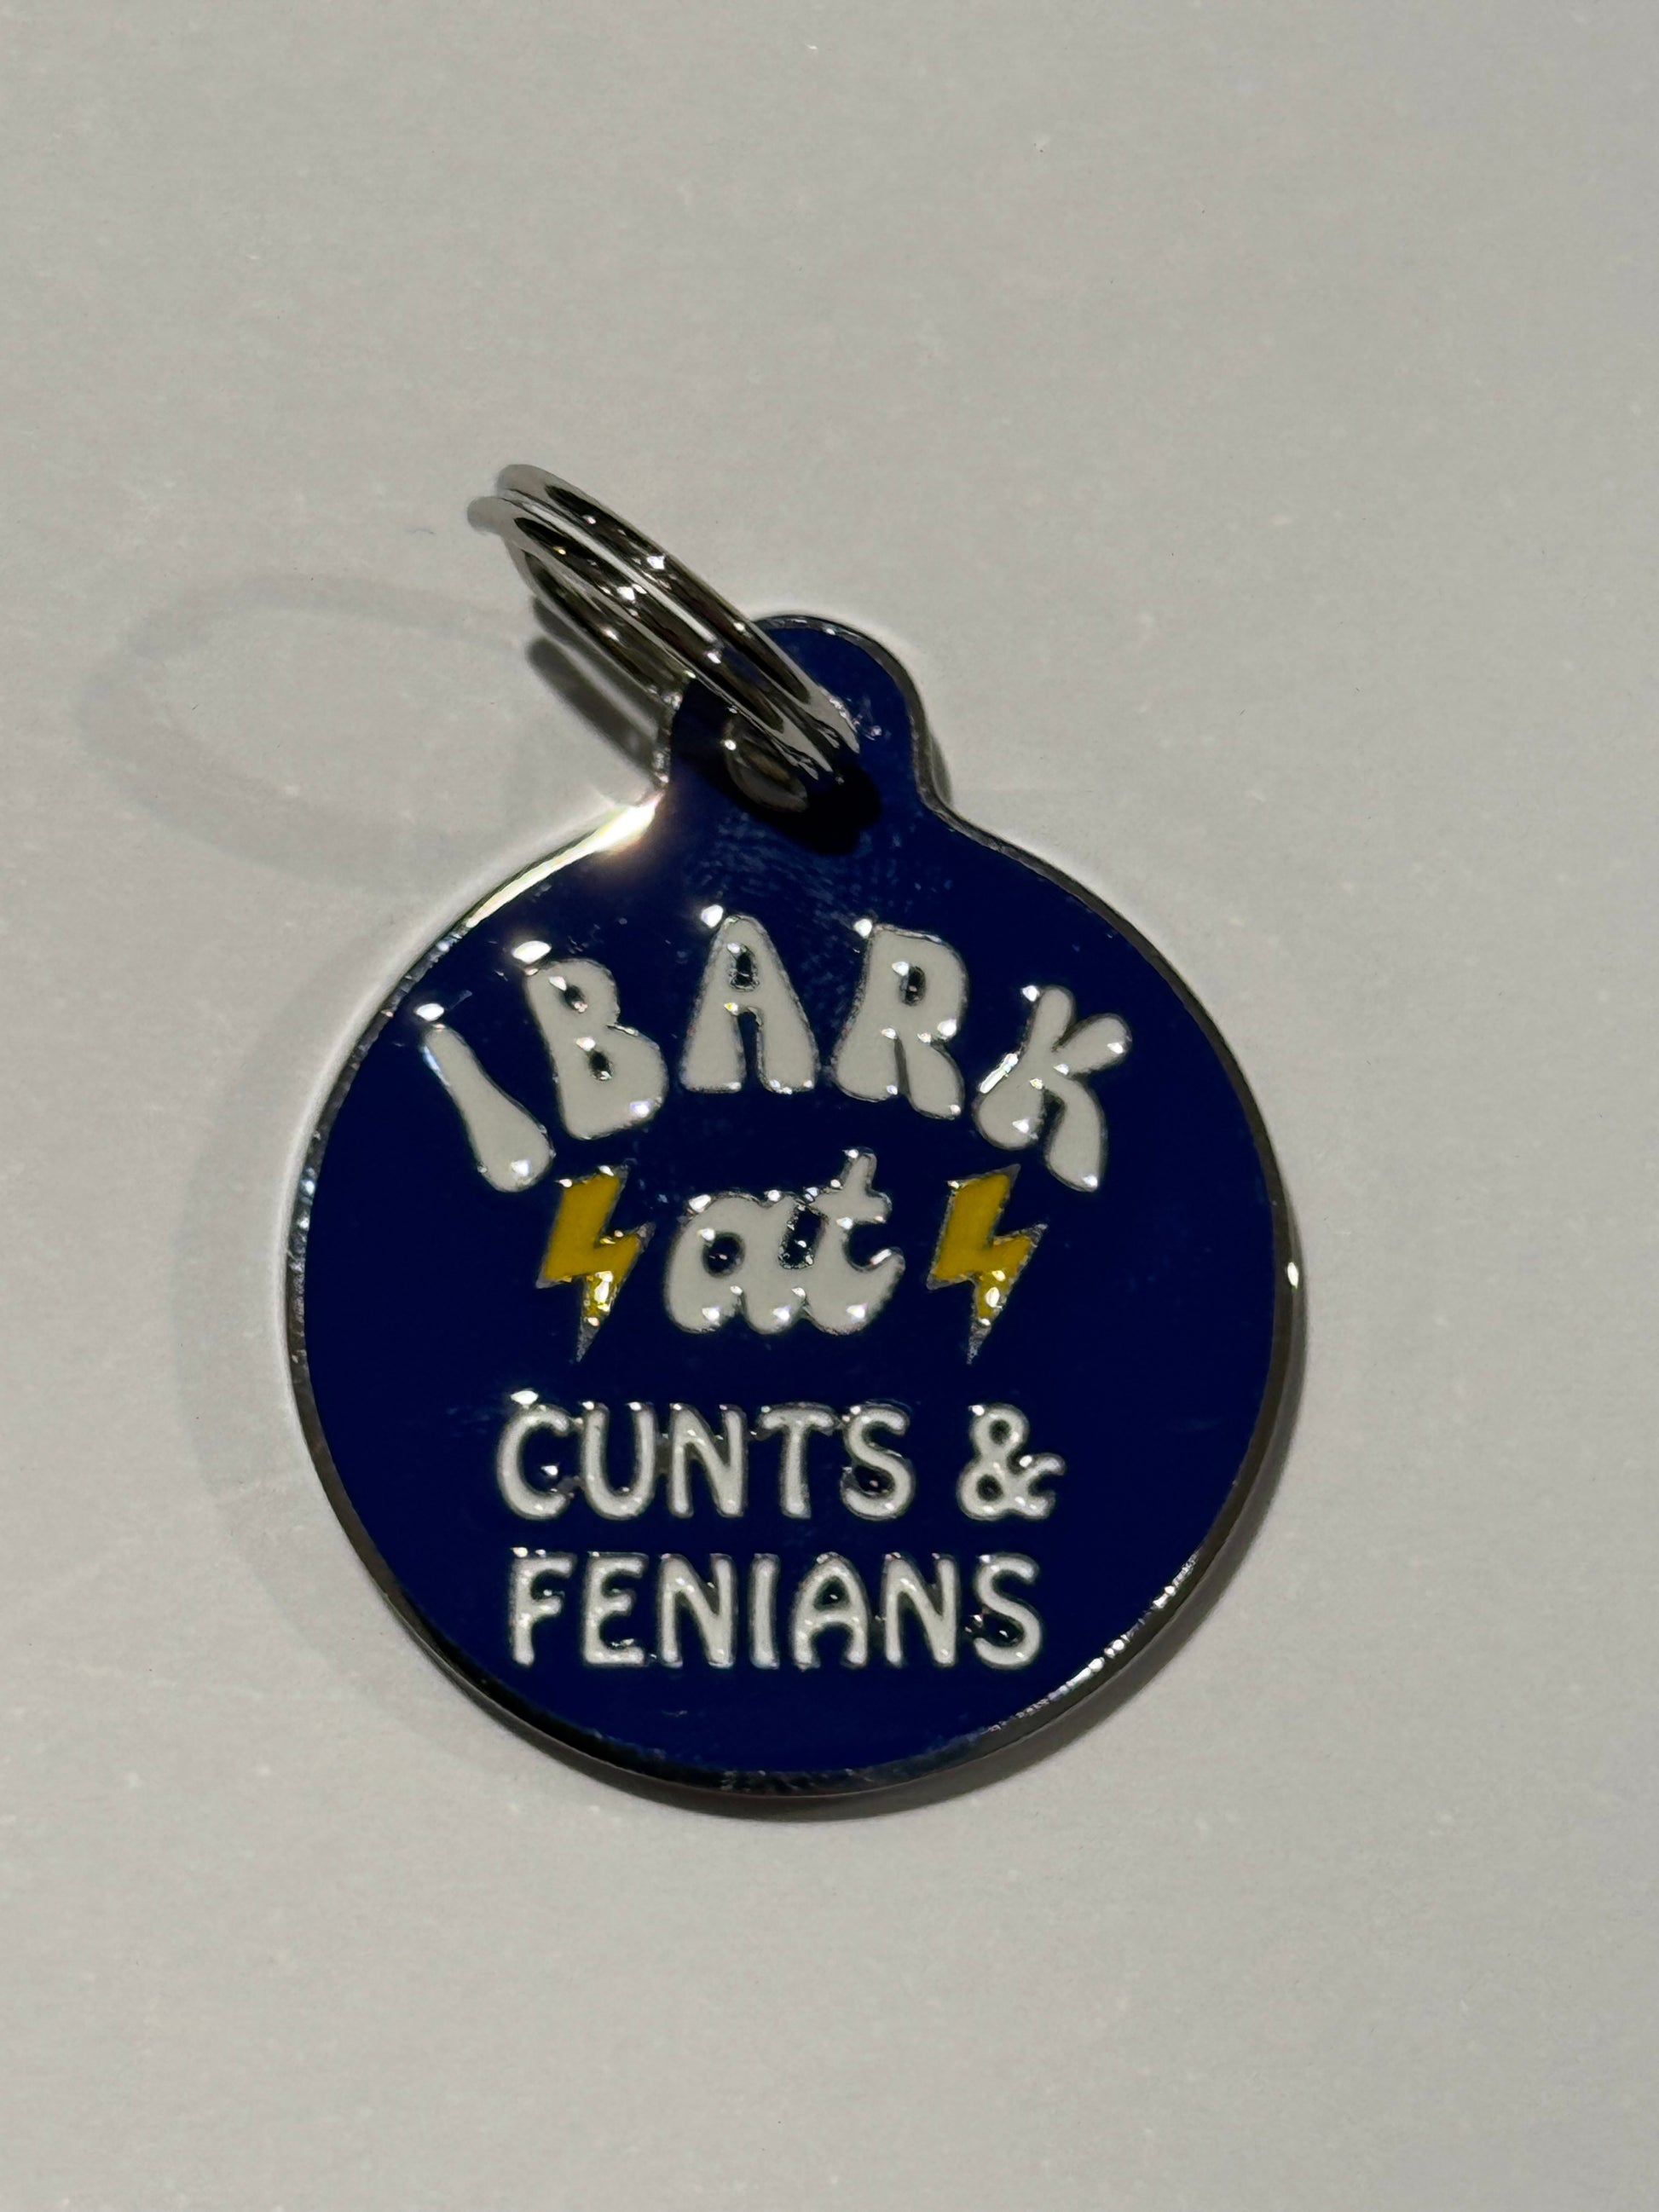 I BARK
at
CUNTS &
FENIANS